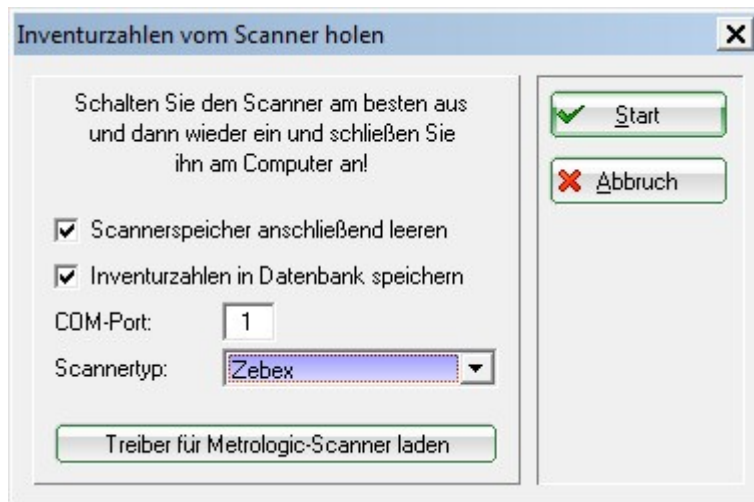 Inventurzahlen vom Scanner holen
Schalten Sie den Scanner am besten aus
und dann wieder ein und schließen Sie
ihn am Computer an!
Scannerspeicher anschließend leeren
Inventurzahlen in Datenbank speichern
COM-Port: 1
Scannertyp: Zebex
Treiber für Metrologic-Scanner laden
Start
Abbruch